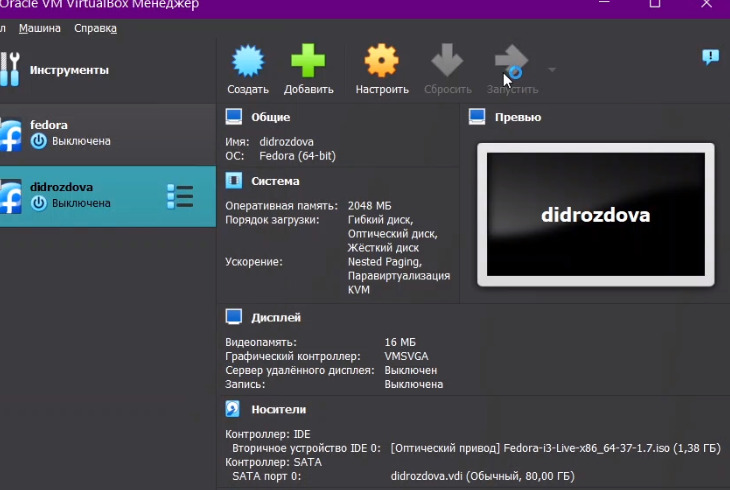 Oracle VM VirtualBox Менеджер
л Машина Справка
Инструменты
Создать Добавить Настроить Сбросить Запустить
fedora
Выключена
didrozdova
Выключена
Общие
Имя: didrozdova
ОС: Fedora (64-bit)
Система
Оперативная память: 2048 МБ
Порядок загрузки: Гибкий диск,
Оптический диск,
Жёсткий диск
Ускорение: Nested Paging,
Паравиртуализация
KVM
Превью
didrozdova
Дисплей
Видеопамять: 16 МБ
Графический контроллер: VMSVGA
Сервер удалённого дисплея: Выключен
Запись: Выключена
Носители
Контроллер: IDE
Вторичное устройство IDE 0: [Оптический привод] Fedora-i3-Live-x86_64-37-1.7.iso (1,38 ГБ)
Контроллер: SATA
SATA порт 0: didrozdova.vdi (Обычный, 80,00 ГБ)